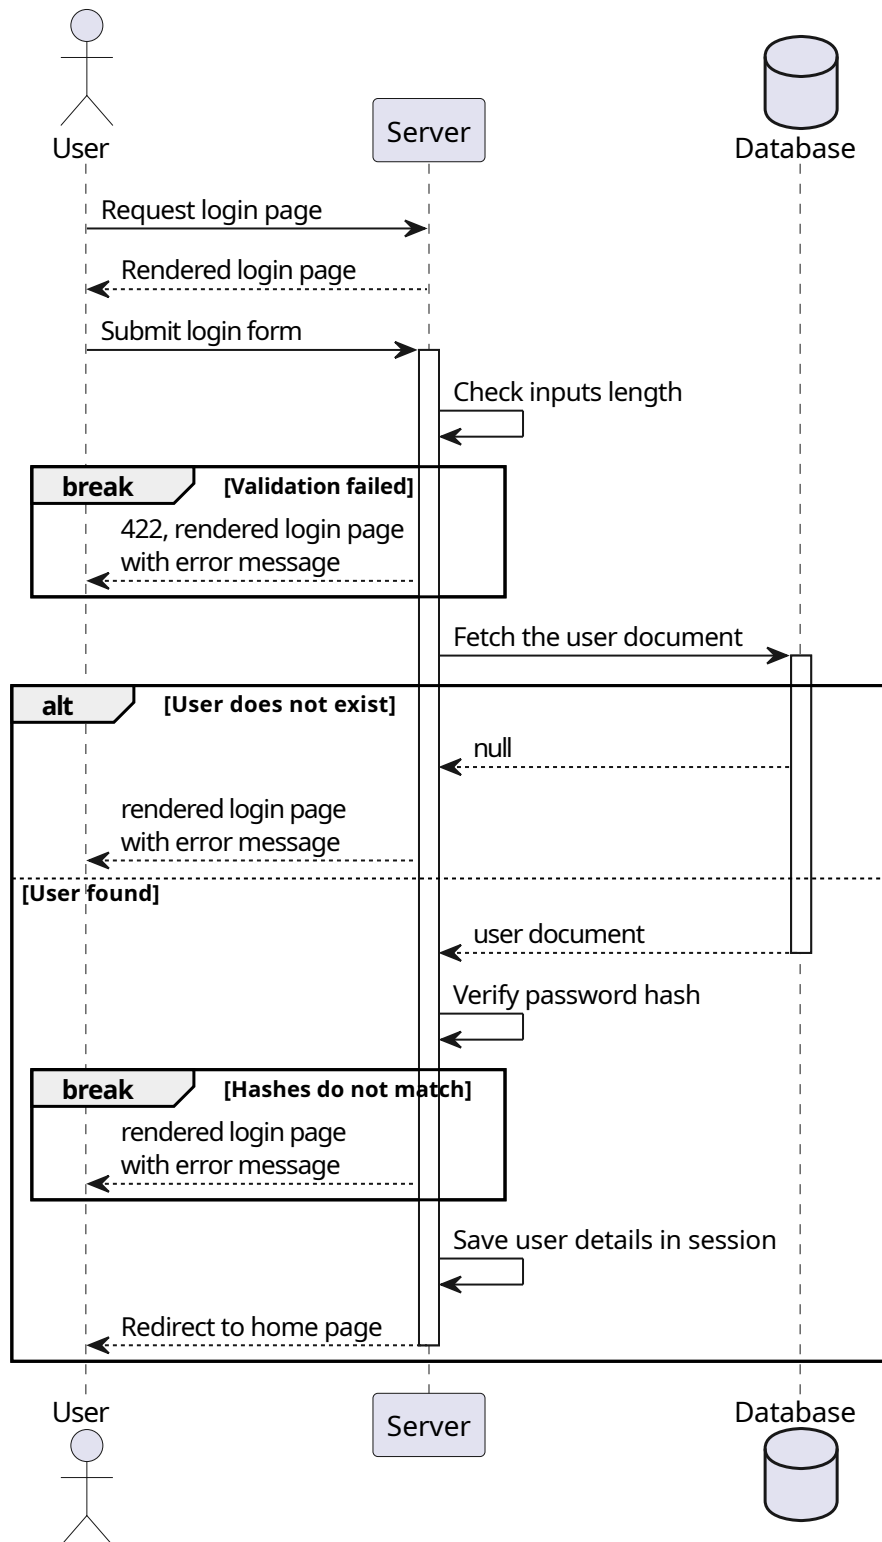 User
Server
Database
Request login page
Rendered login page
Submit login form
Check inputs length
break
[Validation failed]
422, rendered login page
with error message
Fetch the user document
alt
[User does not exist]
null
rendered login page
with error message
[User found]
user document
Verify password hash
break
[Hashes do not match]
rendered login page
with error message
Save user details in session
Redirect to home page
User
Server
Database